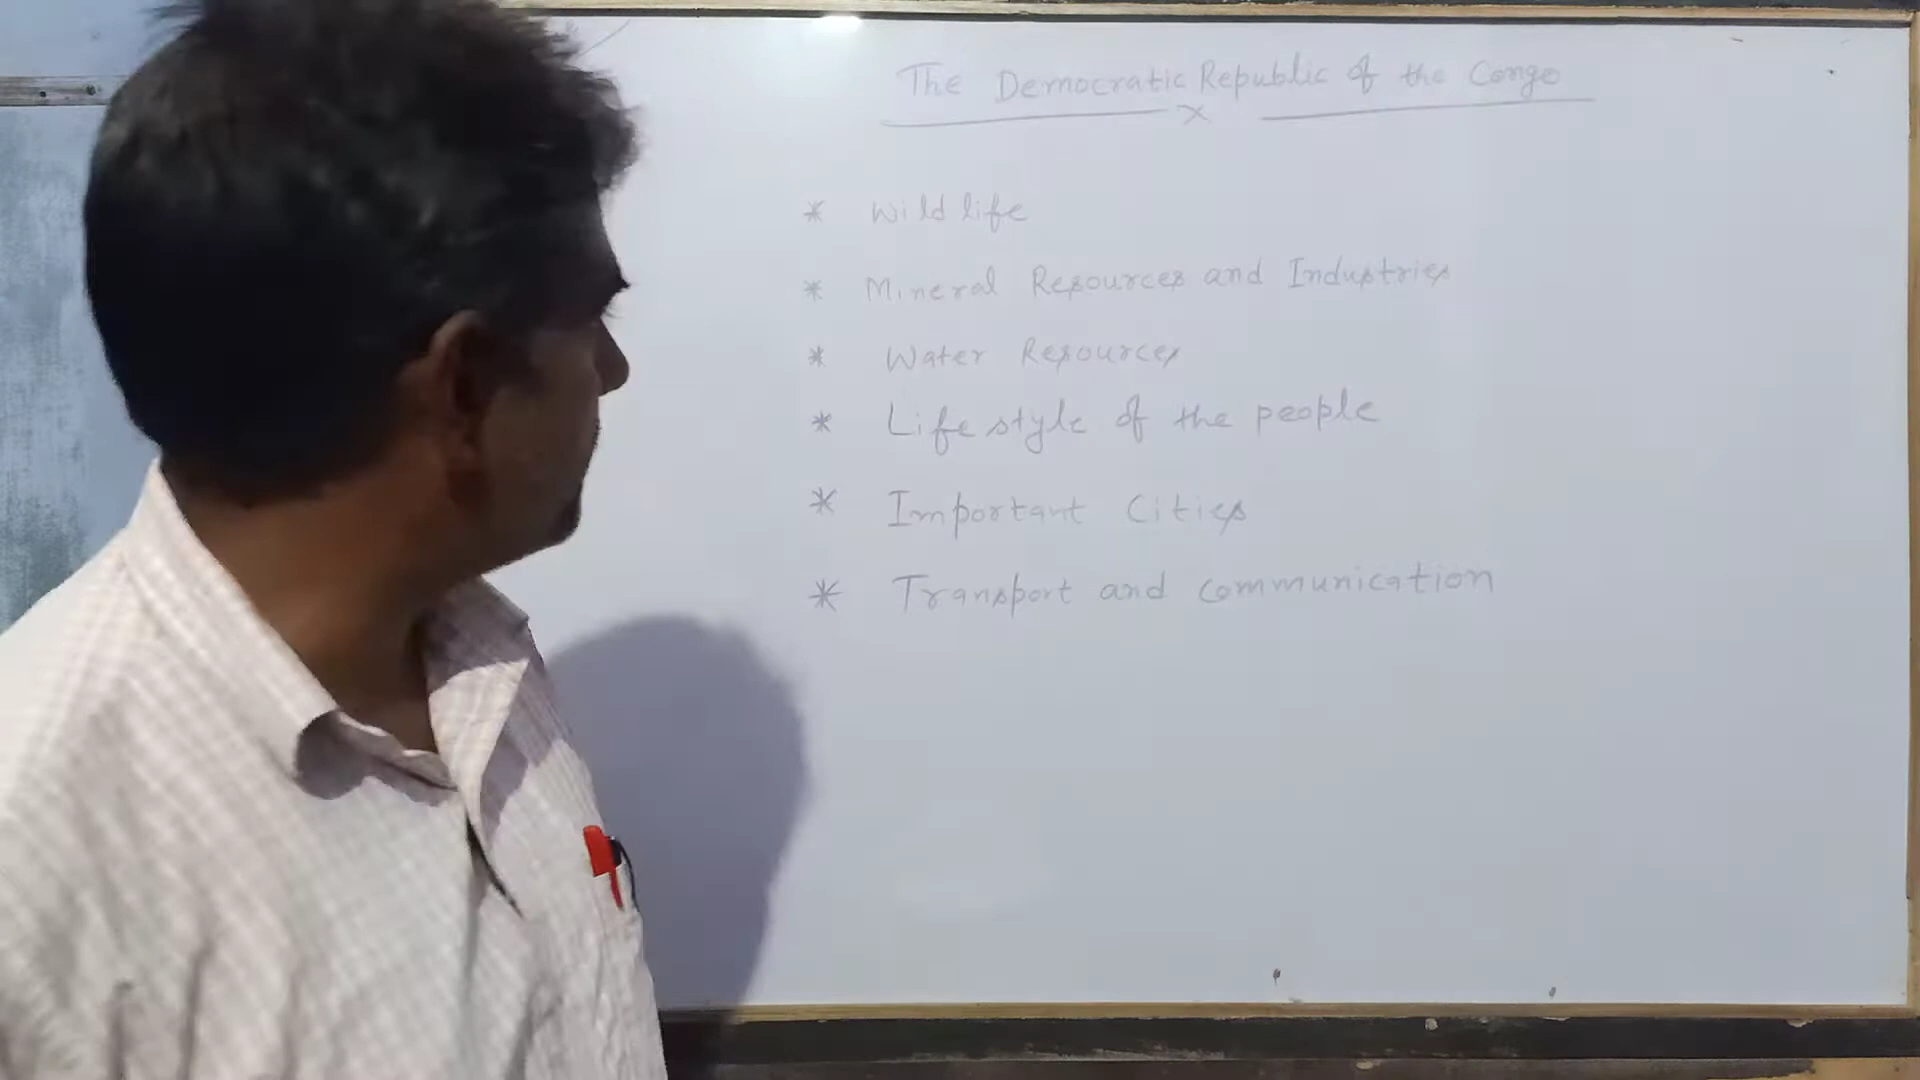 The Democratic Republic of the Congo
x
* Wild life
* Mineral Resources and Industries
* Water Resources
* Life style of the people
* Important Cities
* Transport and communication